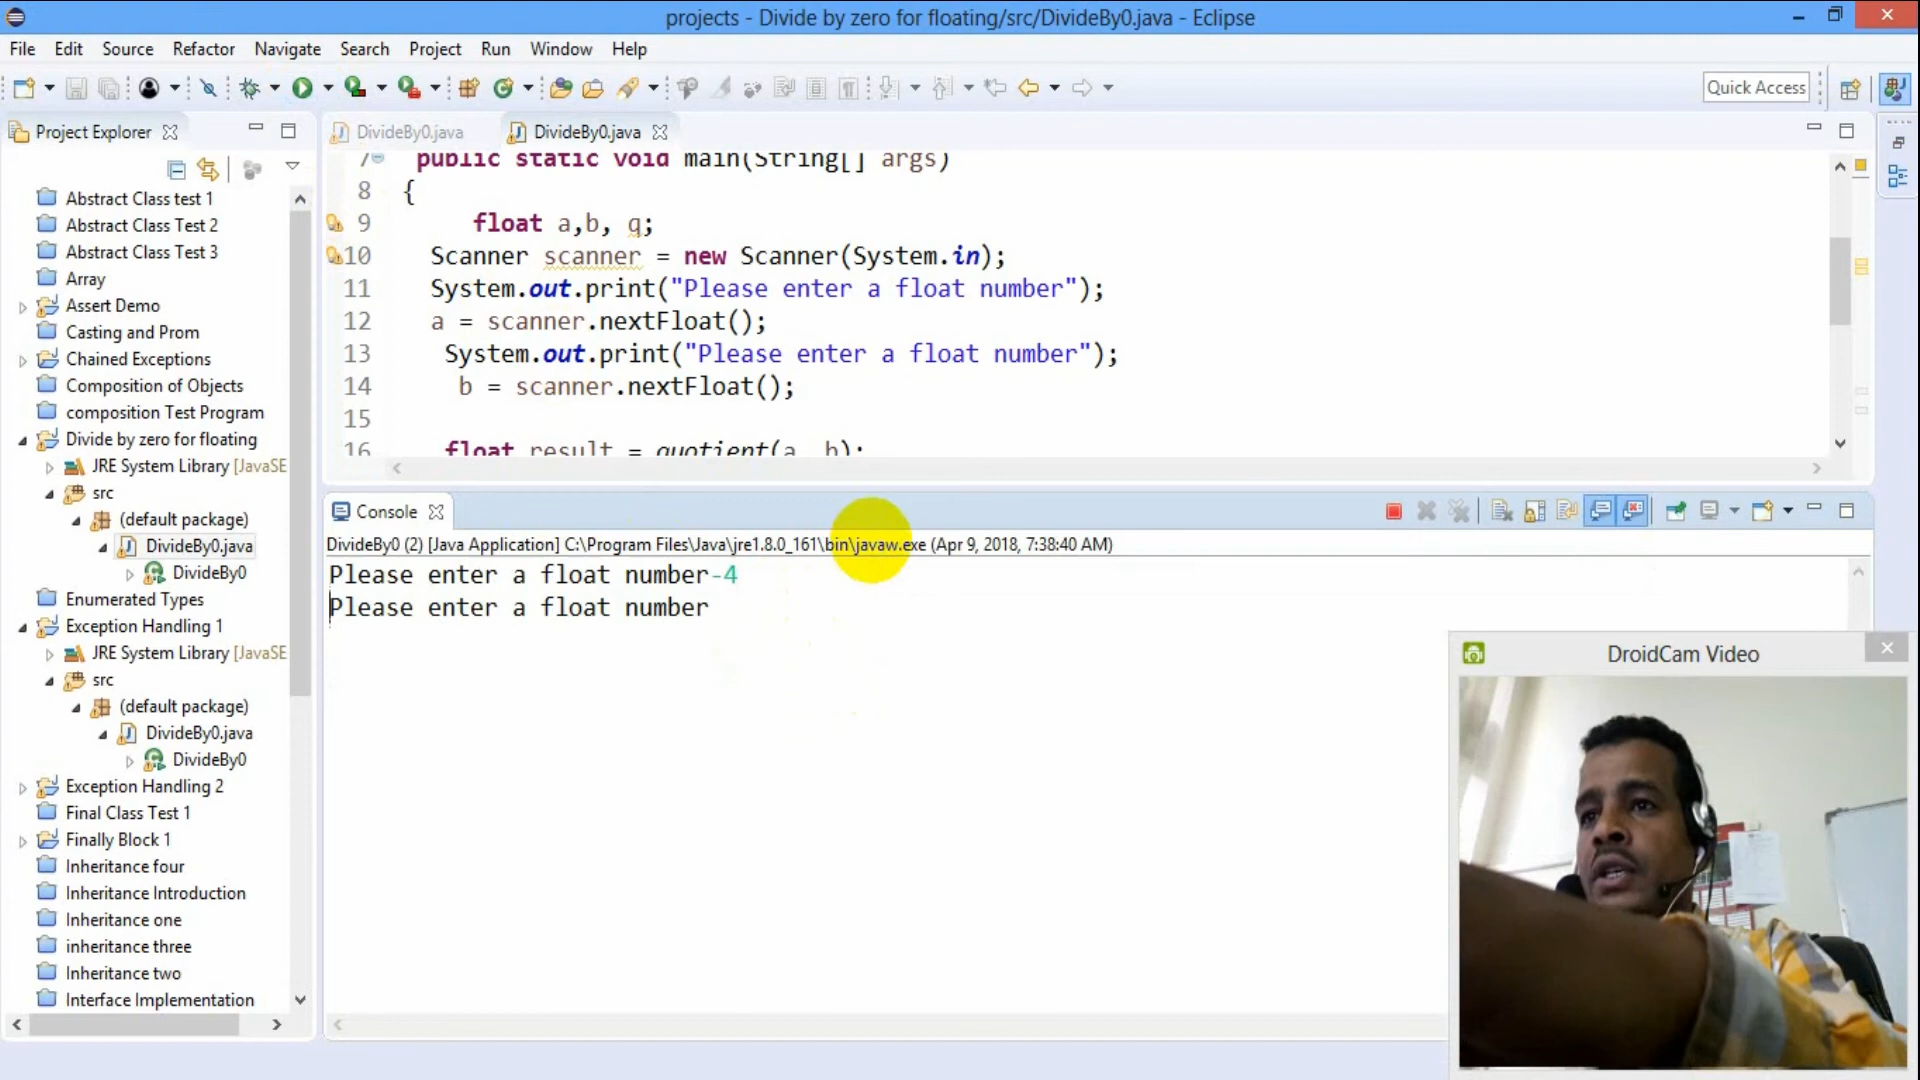 projects - Divide by zero for floating/src/DivideBy0.java - Eclipse
File Edit Source Refactor Navigate Search Project Run Window Help
Quick Access
Project Explorer
Abstract Class test 1
Abstract Class Test 2
Abstract Class Test 3
Array
Assert Demo
Casting and Prom
Chained Exceptions
Composition of Objects
composition Test Program
Divide by zero for floating
JRE System Library [JavaSE
src
(default package)
DivideBy0.java
DivideBy0
Enumerated Types
Exception Handling 1
JRE System Library [JavaSE
src
(default package)
DivideBy0.java
DivideBy0
Exception Handling 2
Final Class Test 1
Finally Block 1
Inheritance four
Inheritance Introduction
Inheritance one
inheritance three
Inheritance two
Interface Implementation
DivideBy0.java DivideBy0.java
7 public static void main(String[] args)
8 {
9 float a,b, q;
10 Scanner scanner = new Scanner(System.in);
11 System.out.print("Please enter a float number");
12 a = scanner.nextFloat();
13 System.out.print("Please enter a float number");
14 b = scanner.nextFloat();
15
16 float result = quotient(a, b);
Console
DivideBy0 (2) [Java Application] C:\Program Files\Java\jre1.8.0_161\bin\javaw.exe (Apr 9, 2018, 7:38:40 AM)
Please enter a float number-4
Please enter a float number
DroidCam Video